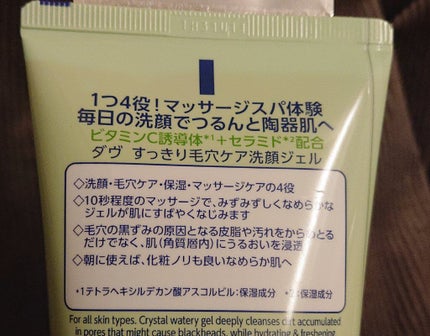 1つ4役!マッサージスパ体験
毎日の洗顔でつるんと陶器肌へ
ビタミンC誘導体*¹+セラミド*²配合
ダヴ すっきり毛穴ケア洗顔ジェル
◇洗顔・毛穴ケア・保湿・マッサージケアの4役
◇10秒程度のマッサージで、みずみずしくなめらかな
ジェルが肌にすばやくなじみます
◇毛穴の黒ずみの原因となる皮脂や汚れをからめとる
だけでなく、肌(角質層内)にうるおいを浸透
◇朝に使えば、化粧ノリも良いなめらか肌へ
*1テトラヘキシルデカン酸アスコルビル:保湿成分 *2:保湿成分
For all skin types. Crystal watery gel deeply cleanses dirt accumulated
in pores that might cause blackheads, while hydrating & freshening